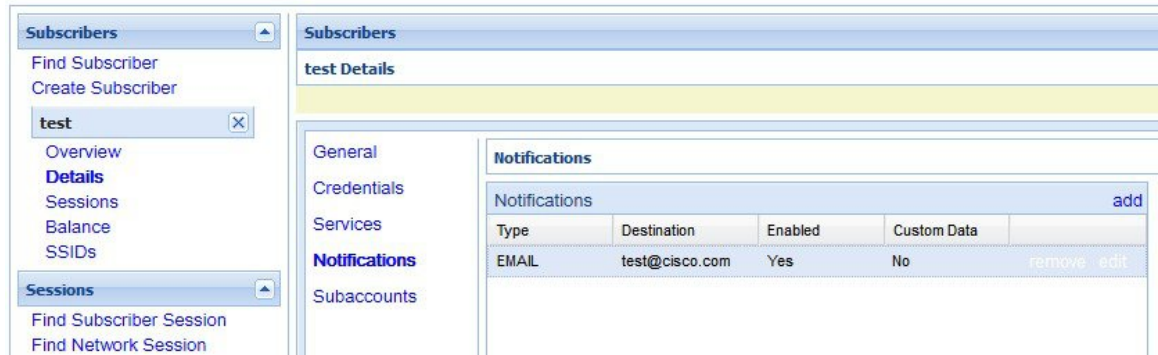 Subscribers
Find Subscriber
Create Subscriber
test
Overview
Details
Sessions
Balance
SSIDs
Sessions
Find Subscriber Session
Find Network Session
Subscribers
test Details
General
Credentials
Services
Notifications
Subaccounts
Notifications
Notifications add
Type Destination Enabled Custom Data
EMAIL test@cisco.com Yes No remove edit